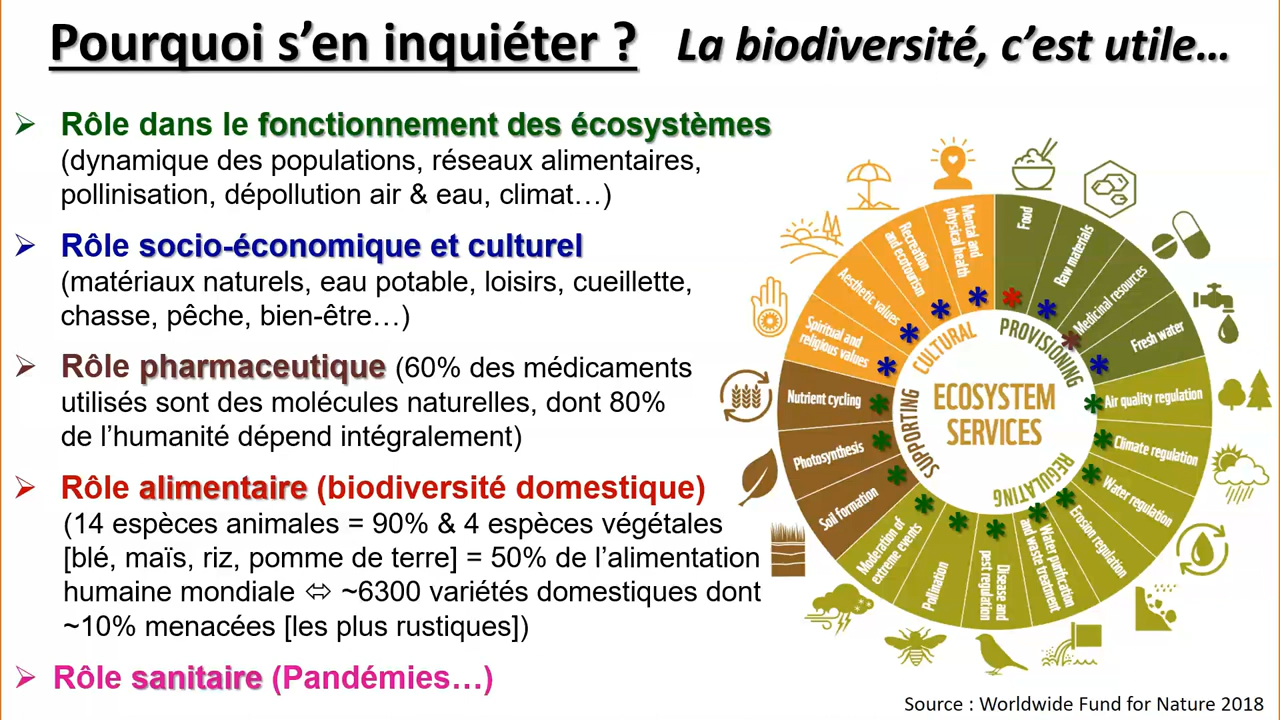 Pourquoi s’en inquiéter ? La biodiversité, c’est utile…
➢ Rôle dans le fonctionnement des écosystèmes
(dynamique des populations, réseaux alimentaires,
pollinisation, dépollution air & eau, climat…)
➢ Rôle socio-économique et culturel
(matériaux naturels, eau potable, loisirs, cueillette,
chasse, pêche, bien-être…)
➢ Rôle pharmaceutique (60% des médicaments
utilisés sont des molécules naturelles, dont 80%
de l’humanité dépend intégralement)
➢ Rôle alimentaire (biodiversité domestique)
(14 espèces animales = 90% & 4 espèces végétales
[blé, maïs, riz, pomme de terre] = 50% de l’alimentation
humaine mondiale ⬄ ~6300 variétés domestiques dont
~10% menacées [les plus rustiques])
➢ Rôle sanitaire (Pandémies…)
ECOSYSTEM
SERVICES
PROVISIONING
Food
Raw materials
Medicinal resources
Fresh water
REGULATING
Air quality regulation
Climate regulation
Water regulation
Erosion regulation
Water purification
and waste treatment
Disease and
pest regulation
Pollination
Moderation of
extreme events
SUPPORTING
Soil formation
Photosynthesis
Nutrient cycling
CULTURAL
Spiritual and
religious values
Aesthetic values
Recreation
and ecotourism
Mental and
physical health
Source : Worldwide Fund for Nature 2018